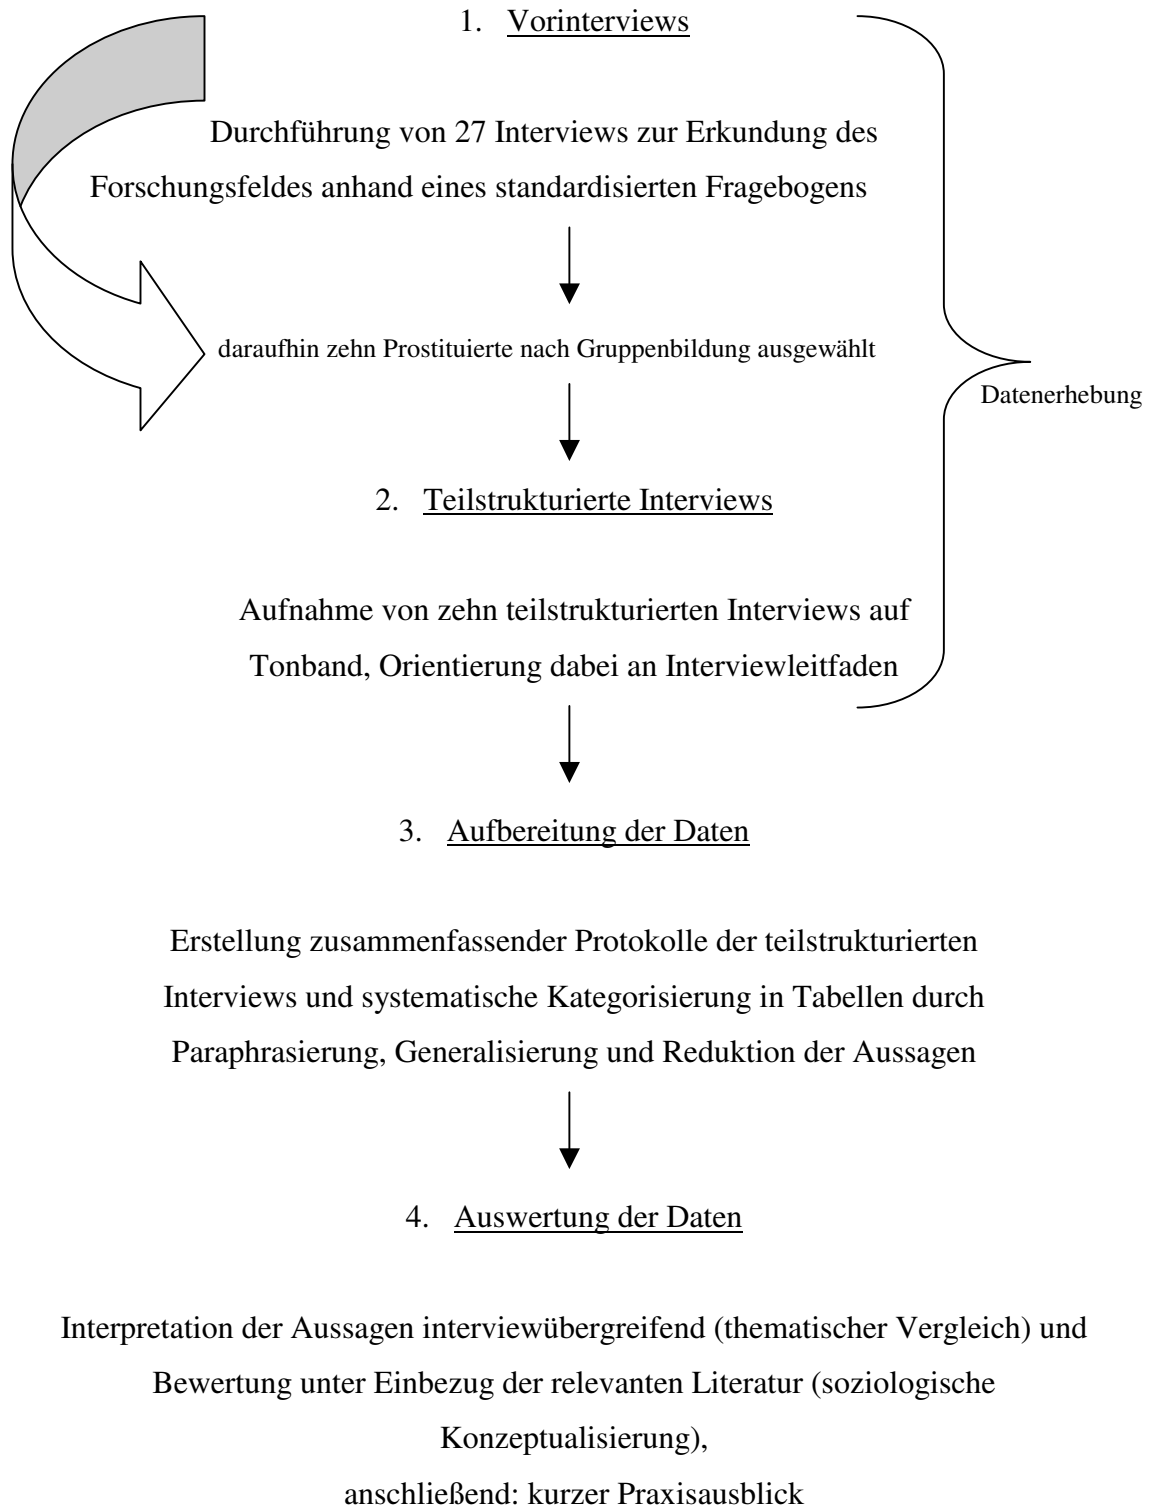 1. Vorinterviews
Durchführung von 27 Interviews zur Erkundung des
Forschungsfeldes anhand eines standardisierten Fragebogens
daraufhin zehn Prostituierte nach Gruppenbildung ausgewählt
Datenerhebung
2. Teilstrukturierte Interviews
Aufnahme von zehn teilstrukturierten Interviews auf
Tonband, Orientierung dabei an Interviewleitfaden
3. Aufbereitung der Daten
Erstellung zusammenfassender Protokolle der teilstrukturierten
Interviews und systematische Kategorisierung in Tabellen durch
Paraphrasierung, Generalisierung und Reduktion der Aussagen
4. Auswertung der Daten
Interpretation der Aussagen interviewübergreifend (thematischer Vergleich) und
Bewertung unter Einbezug der relevanten Literatur (soziologische
Konzeptualisierung),
anschließend: kurzer Praxisausblick